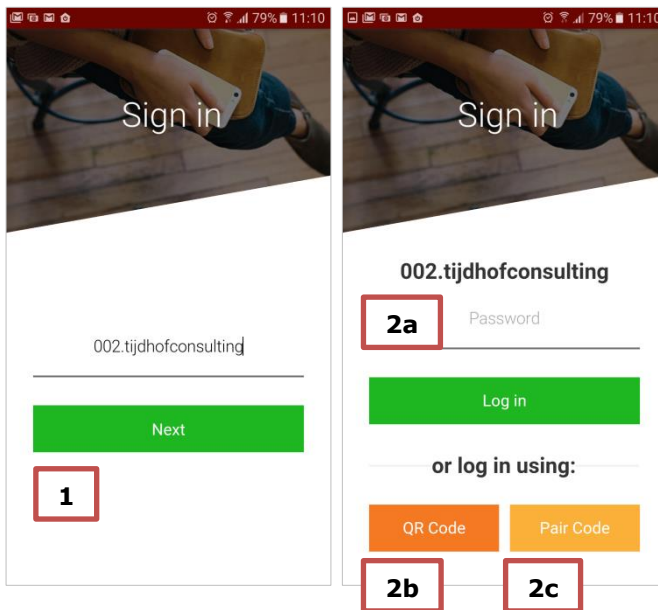 79% 11:10
Sign in
002.tijdhofconsulting
Next
1
79% 11:10
Sign in
002.tijdhofconsulting
2a
Password
Log in
or log in using:
QR Code
Pair Code
2b
2c